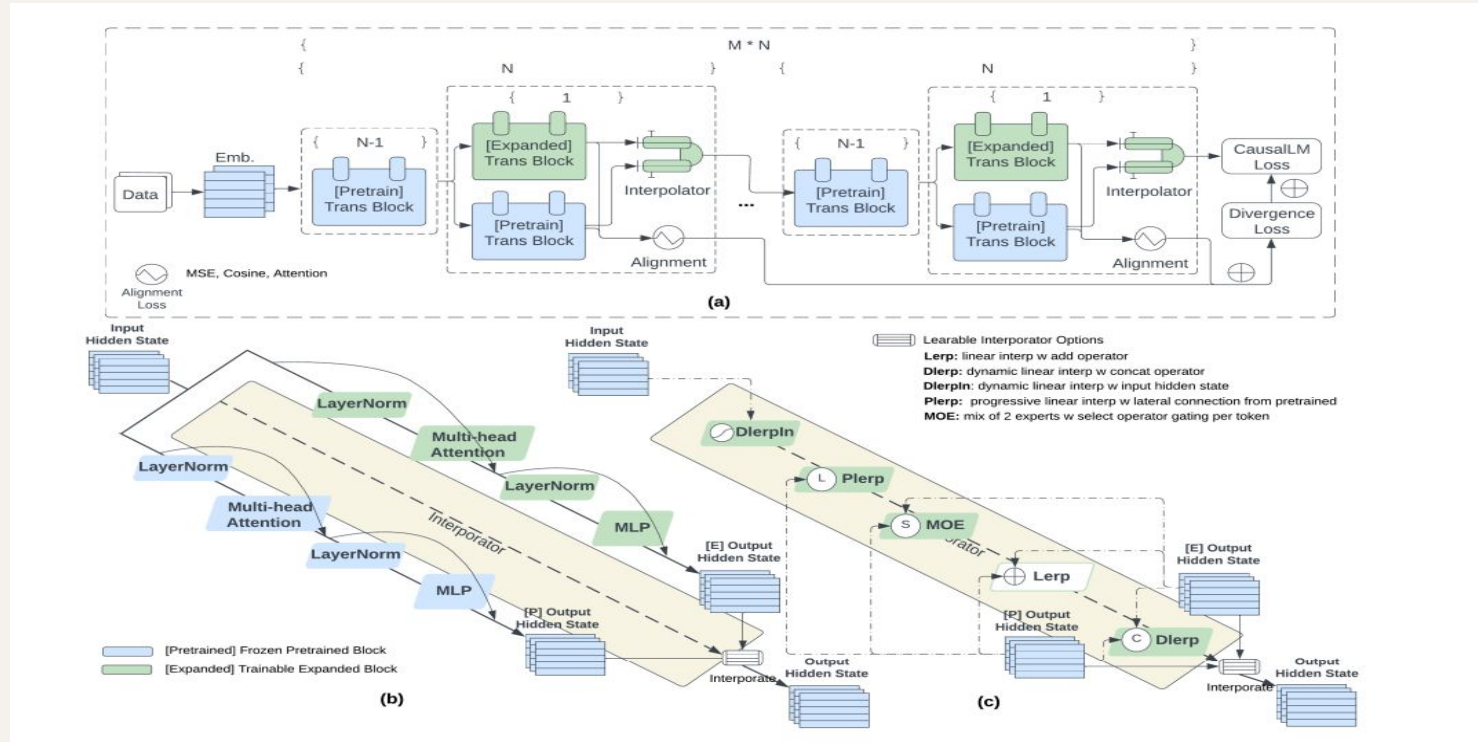 { M * N }
{ N } { N }
{ 1 } { 1 }
{ N-1 } { N-1 }
Data
Emb.
[Pretrain]
Trans Block
[Expanded]
Trans Block
[Pretrain]
Trans Block
Interpolator
Alignment
...
[Pretrain]
Trans Block
[Expanded]
Trans Block
[Pretrain]
Trans Block
Interpolator
Alignment
CausalLM
Loss
Divergence
Loss
MSE, Cosine, Attention
Alignment
Loss
(a)
Input
Hidden State
LayerNorm
Multi-head
Attention
LayerNorm
MLP
LayerNorm
Multi-head
Attention
LayerNorm
MLP
Interporator
[E] Output
Hidden State
[P] Output
Hidden State
Interporate
Output
Hidden State
[Pretrained] Frozen Pretrained Block
[Expanded] Trainable Expanded Block
(b)
Input
Hidden State
Learable Interporator Options
Lerp: linear interp w add operator
Dlerp: dynamic linear interp w concat operator
DlerpIn: dynamic linear interp w input hidden state
Plerp: progressive linear interp w lateral connection from pretrained
MOE: mix of 2 experts w select operator gating per token
DlerpIn
L Plerp
S MOE
rator
Lerp
C Dlerp
[E] Output
Hidden State
[P] Output
Hidden State
Interporate
Output
Hidden State
(c)